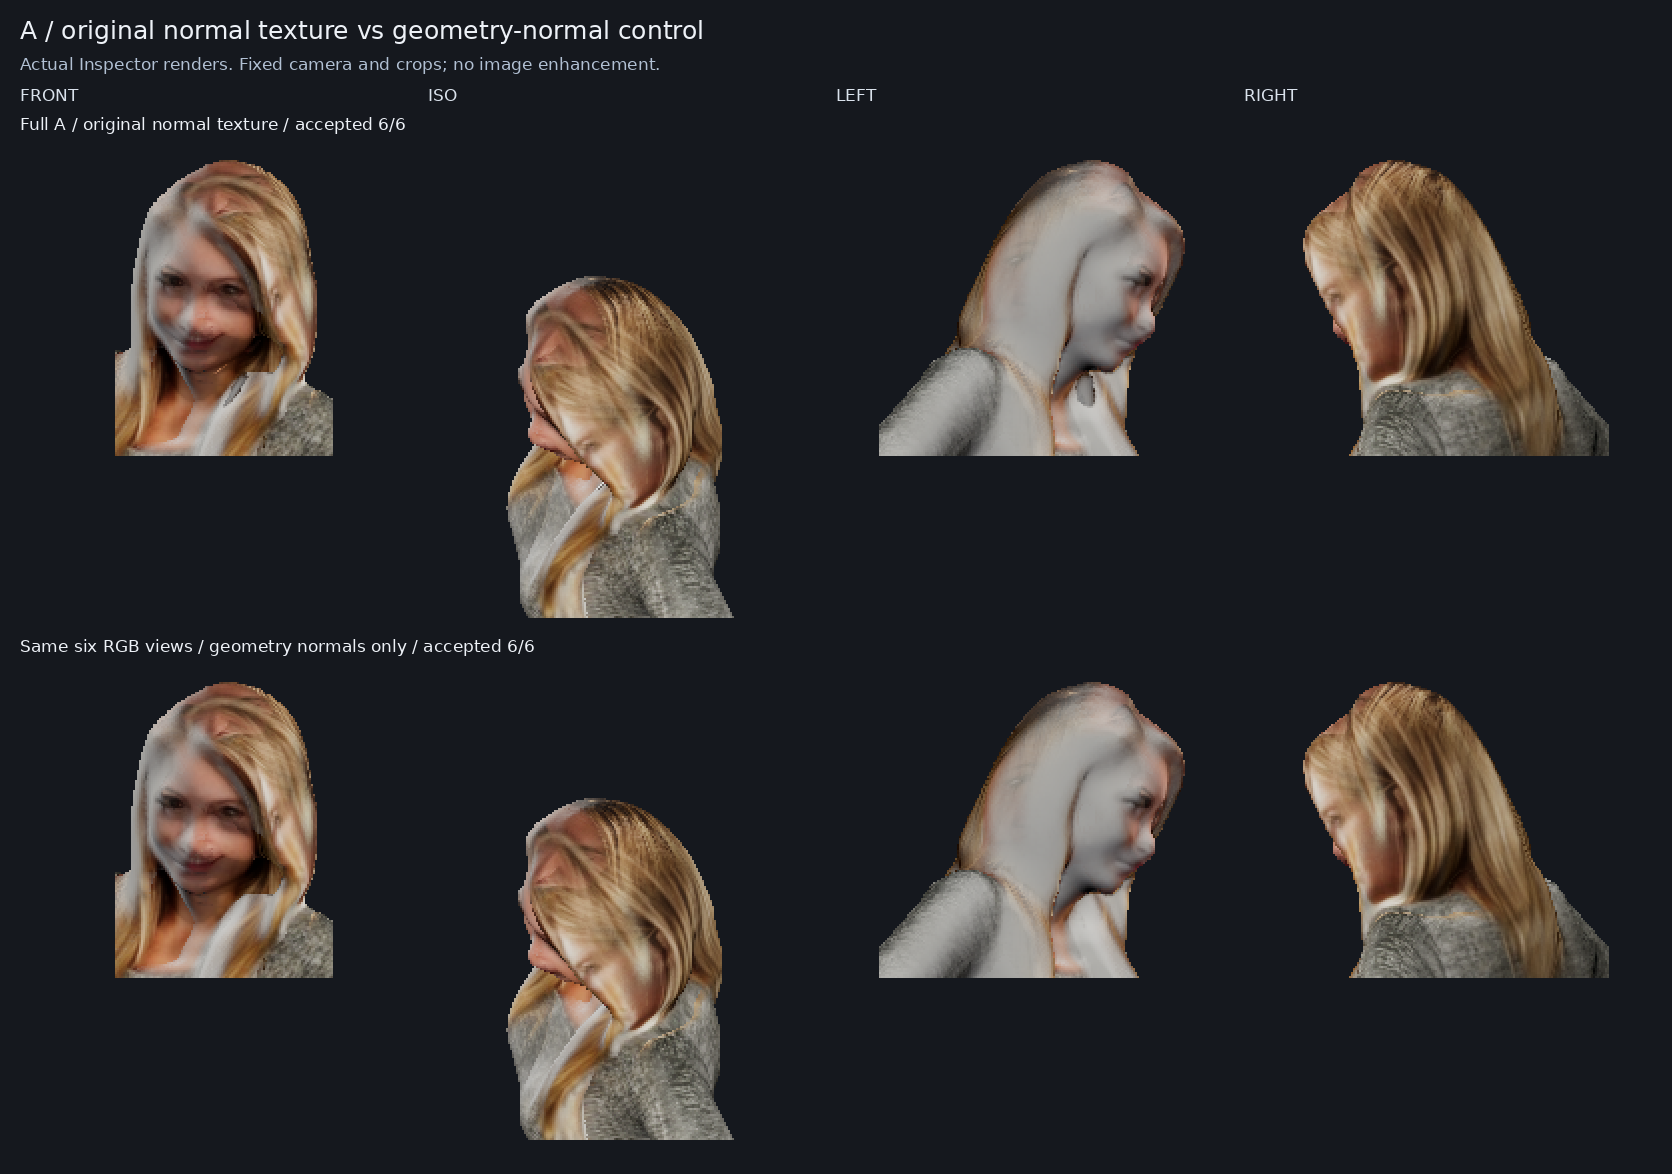 A / original normal texture vs geometry-normal control
Actual Inspector renders. Fixed camera and crops; no image enhancement.
FRONT ISO LEFT RIGHT
Full A / original normal texture / accepted 6/6
Same six RGB views / geometry normals only / accepted 6/6